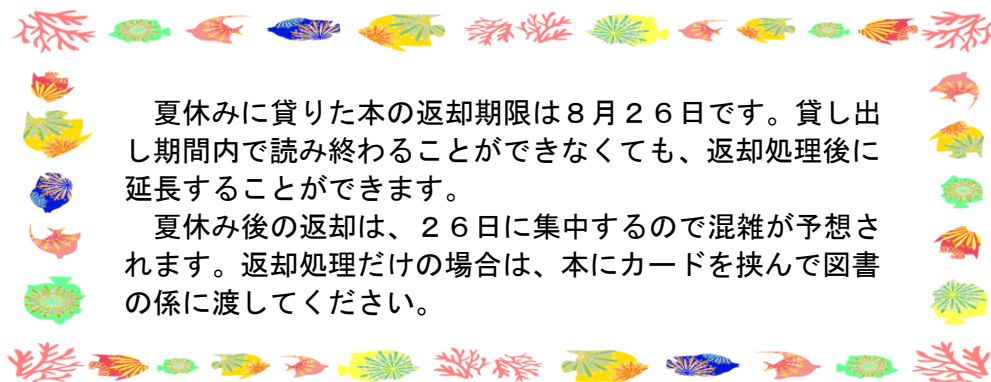 夏休みに貸りた本の返却期限は８月２６日です。貸し出
し期間内で読み終わることができなくても、返却処理後に
延長することができます。
　夏休み後の返却は、２６日に集中するので混雑が予想さ
れます。返却処理だけの場合は、本にカードを挟んで図書
の係に渡してください。